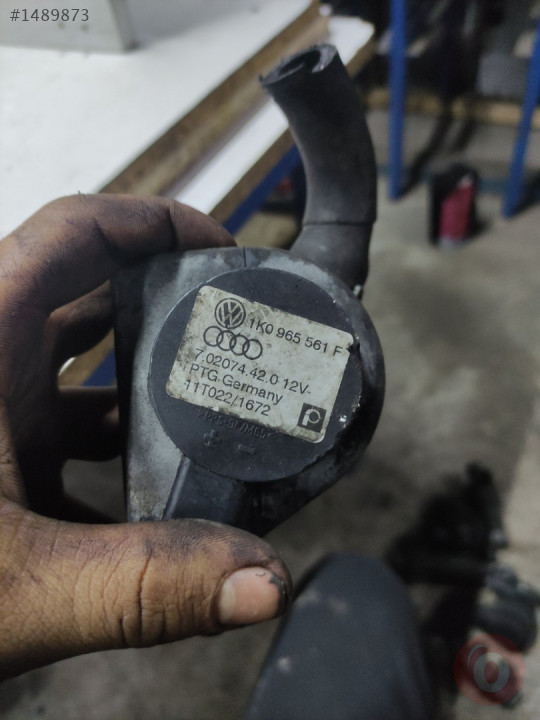 #1489873
1K0 965 561 F
7.02074.42.0 12V-
PTG Germany
11T022/1672
+ -